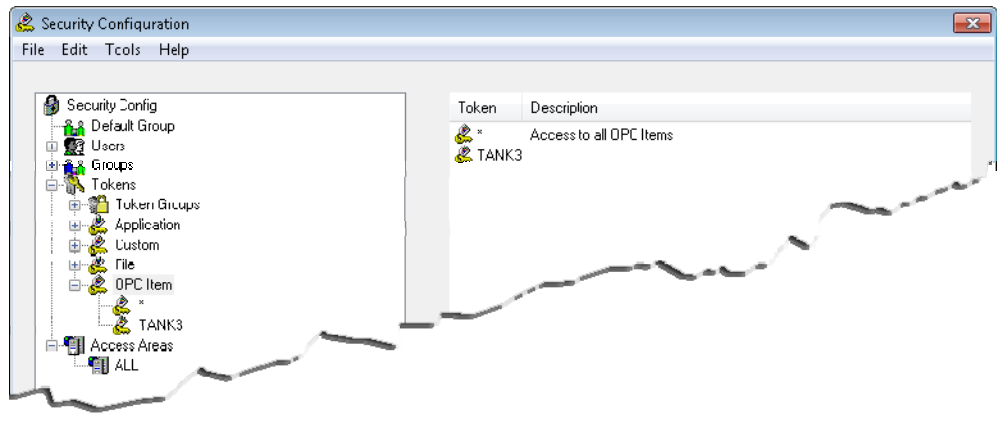 Security Configuration
File Edit Tools Help
Security Config
Default Group
Users
Groups
Tokens
Token Groups
Application
Custom
File
OPC Item
*
TANK3
Access Areas
ALL
Token Description
* Access to all OPC Items
TANK3